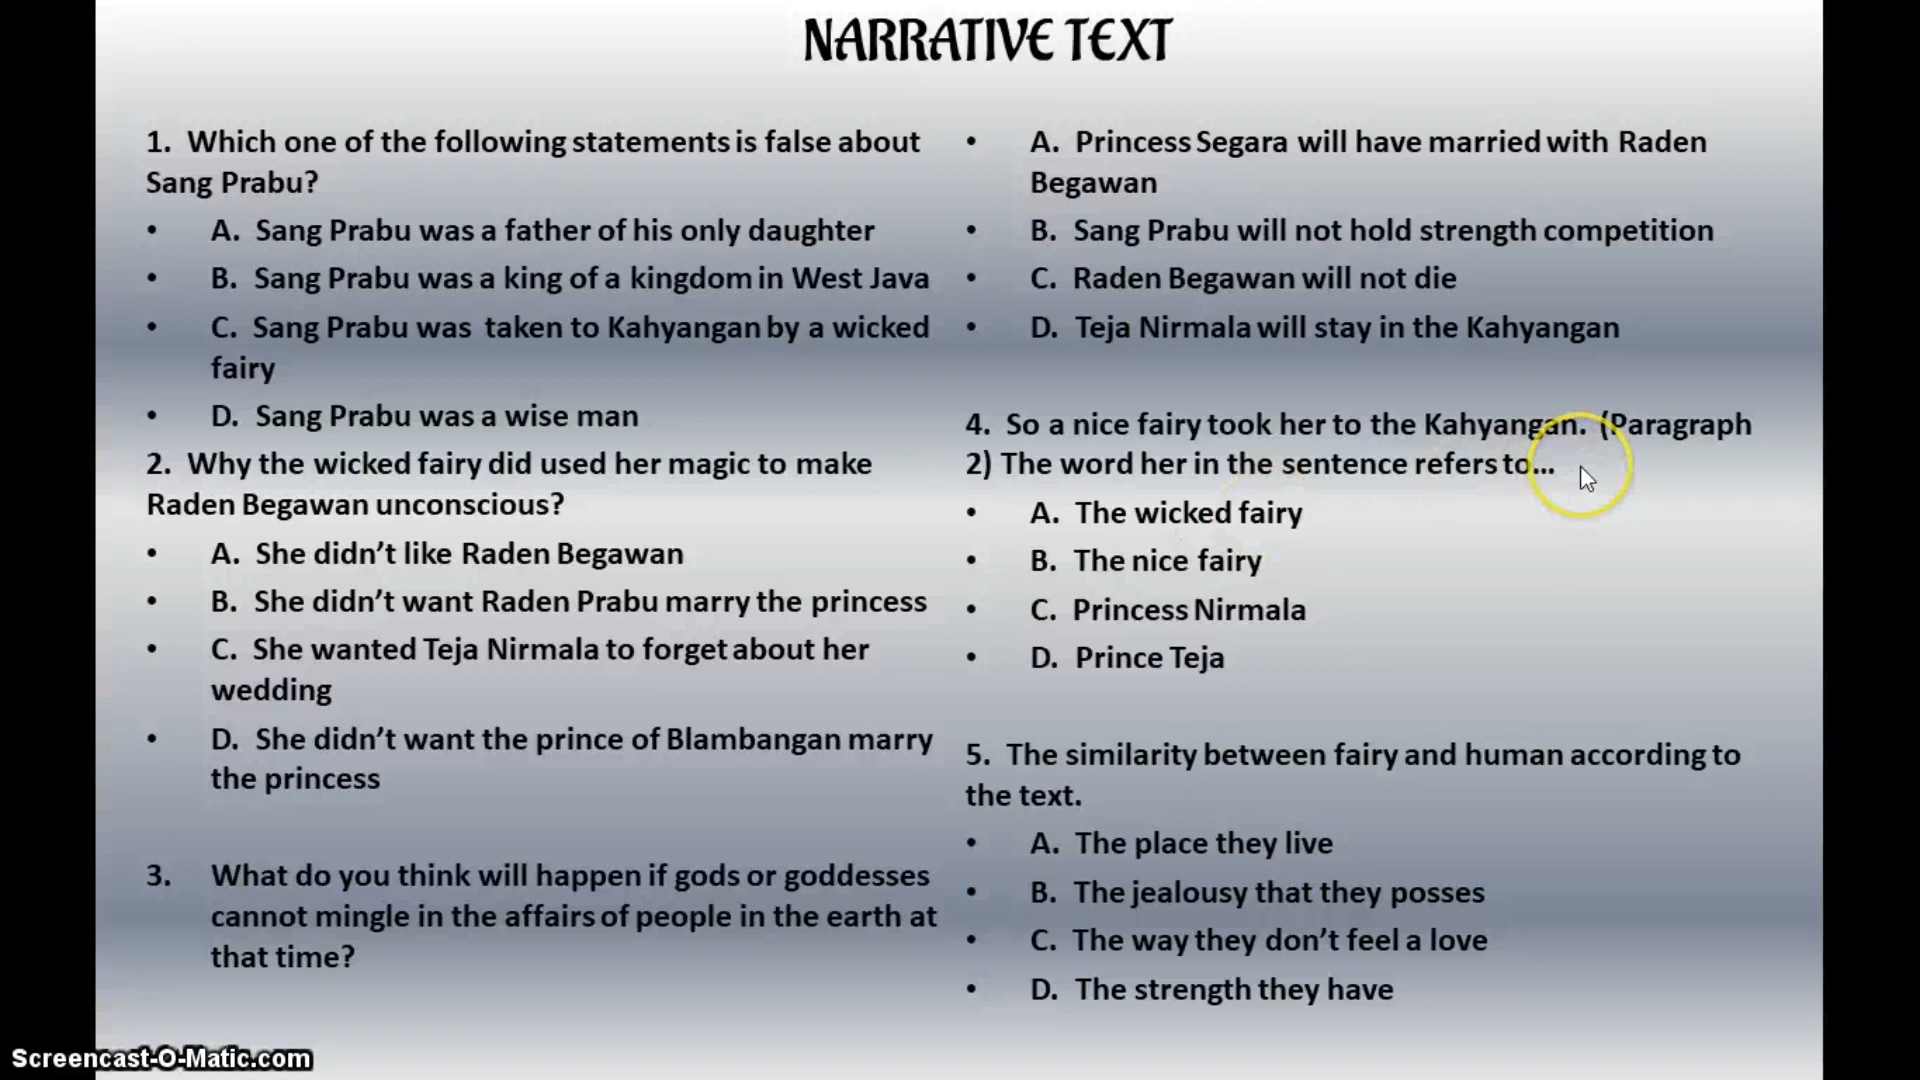 NARRATIVE TEXT
1. Which one of the following statements is false about
Sang Prabu?
• A. Sang Prabu was a father of his only daughter
• B. Sang Prabu was a king of a kingdom in West Java
• C. Sang Prabu was taken to Kahyangan by a wicked
fairy
• D. Sang Prabu was a wise man
2. Why the wicked fairy did used her magic to make
Raden Begawan unconscious?
• A. She didn’t like Raden Begawan
• B. She didn’t want Raden Prabu marry the princess
• C. She wanted Teja Nirmala to forget about her
wedding
• D. She didn’t want the prince of Blambangan marry
the princess
3. What do you think will happen if gods or goddesses
cannot mingle in the affairs of people in the earth at
that time?
• A. Princess Segara will have married with Raden
Begawan
• B. Sang Prabu will not hold strength competition
• C. Raden Begawan will not die
• D. Teja Nirmala will stay in the Kahyangan
4. So a nice fairy took her to the Kahyangan. (Paragraph
2) The word her in the sentence refers to...
• A. The wicked fairy
• B. The nice fairy
• C. Princess Nirmala
• D. Prince Teja
5. The similarity between fairy and human according to
the text.
• A. The place they live
• B. The jealousy that they posses
• C. The way they don’t feel a love
• D. The strength they have
Screencast-O-Matic.com